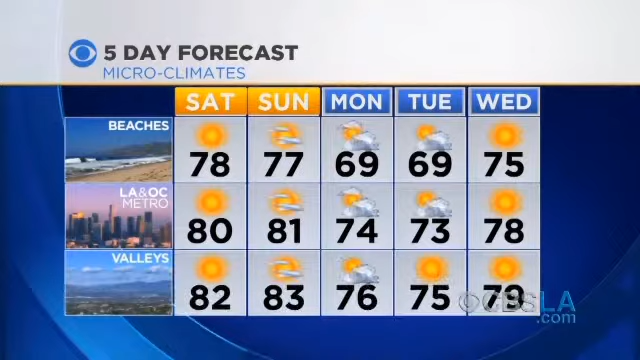 5 DAY FORECAST
MICRO-CLIMATES
SAT SUN MON TUE WED
BEACHES
78 77 69 69 75
LA&OC
METRO
80 81 74 73 78
VALLEYS
82 83 76 75 79
CBSLA
.com